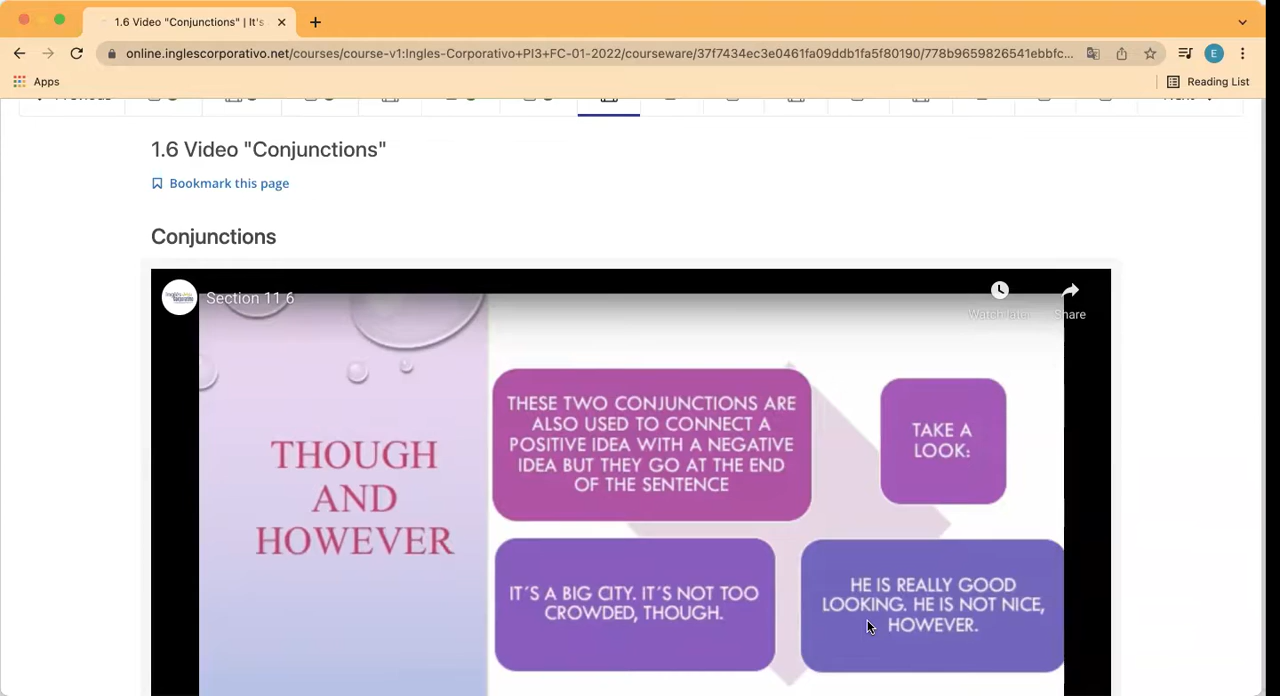 1.6 Video "Conjunctions" | It's
online.inglescorporativo.net/courses/course-v1:Ingles-Corporativo+PI3+FC-01-2022/courseware/37f7434ec3e0461fa09ddb1fa5f80190/778b9659826541ebbfc...
E
Apps
Reading List
1.6 Video "Conjunctions"
Bookmark this page
Conjunctions
Section 11 6
Watch later
Share
THOUGH
AND
HOWEVER
THESE TWO CONJUNCTIONS ARE
ALSO USED TO CONNECT A
POSITIVE IDEA WITH A NEGATIVE
IDEA BUT THEY GO AT THE END
OF THE SENTENCE
TAKE A
LOOK:
IT´S A BIG CITY. IT´S NOT TOO
CROWDED, THOUGH.
HE IS REALLY GOOD
LOOKING. HE IS NOT NICE,
HOWEVER.